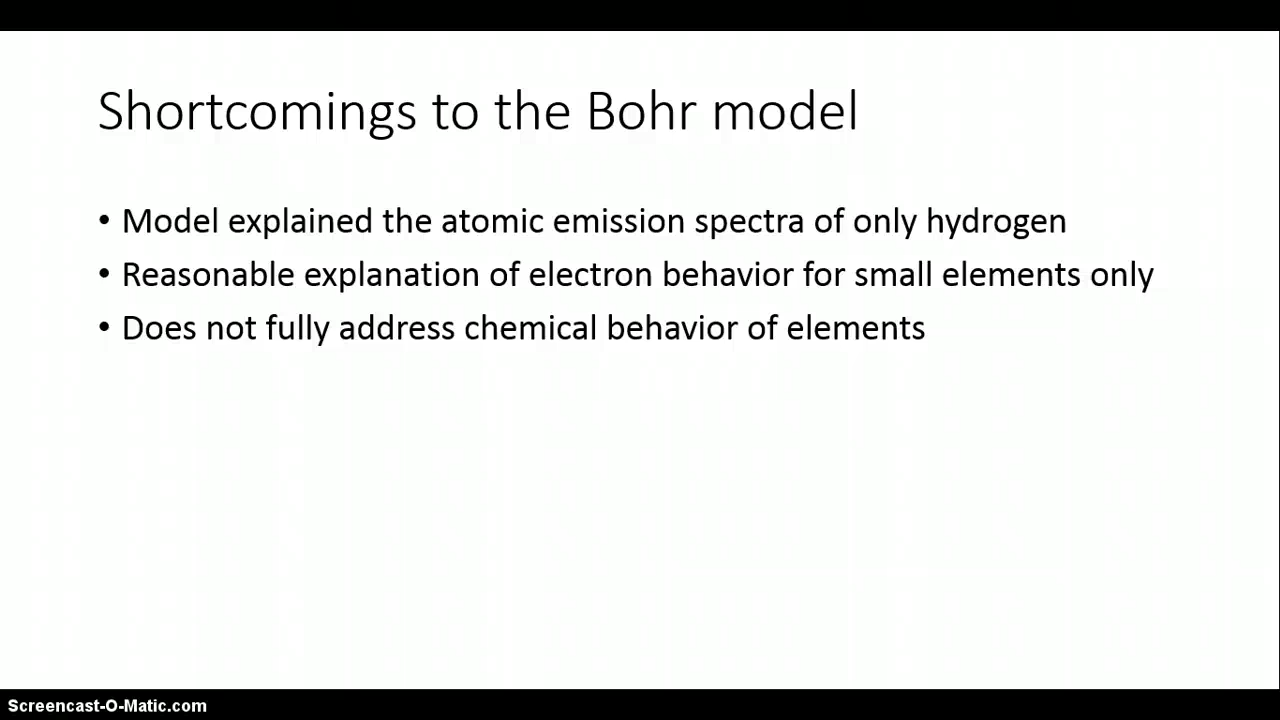 Shortcomings to the Bohr model
• Model explained the atomic emission spectra of only hydrogen
• Reasonable explanation of electron behavior for small elements only
• Does not fully address chemical behavior of elements
Screencast-O-Matic.com